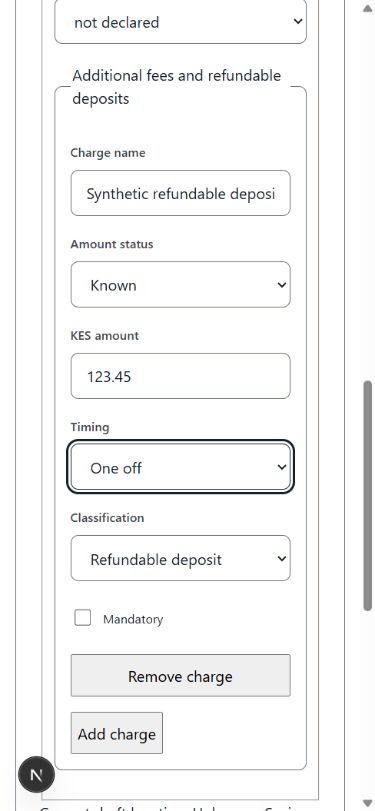 not declared
Additional fees and refundable
deposits
Charge name
Synthetic refundable deposi
Amount status
Known
KES amount
123.45
Timing
One off
Classification
Refundable deposit
Mandatory
Remove charge
Add charge
N